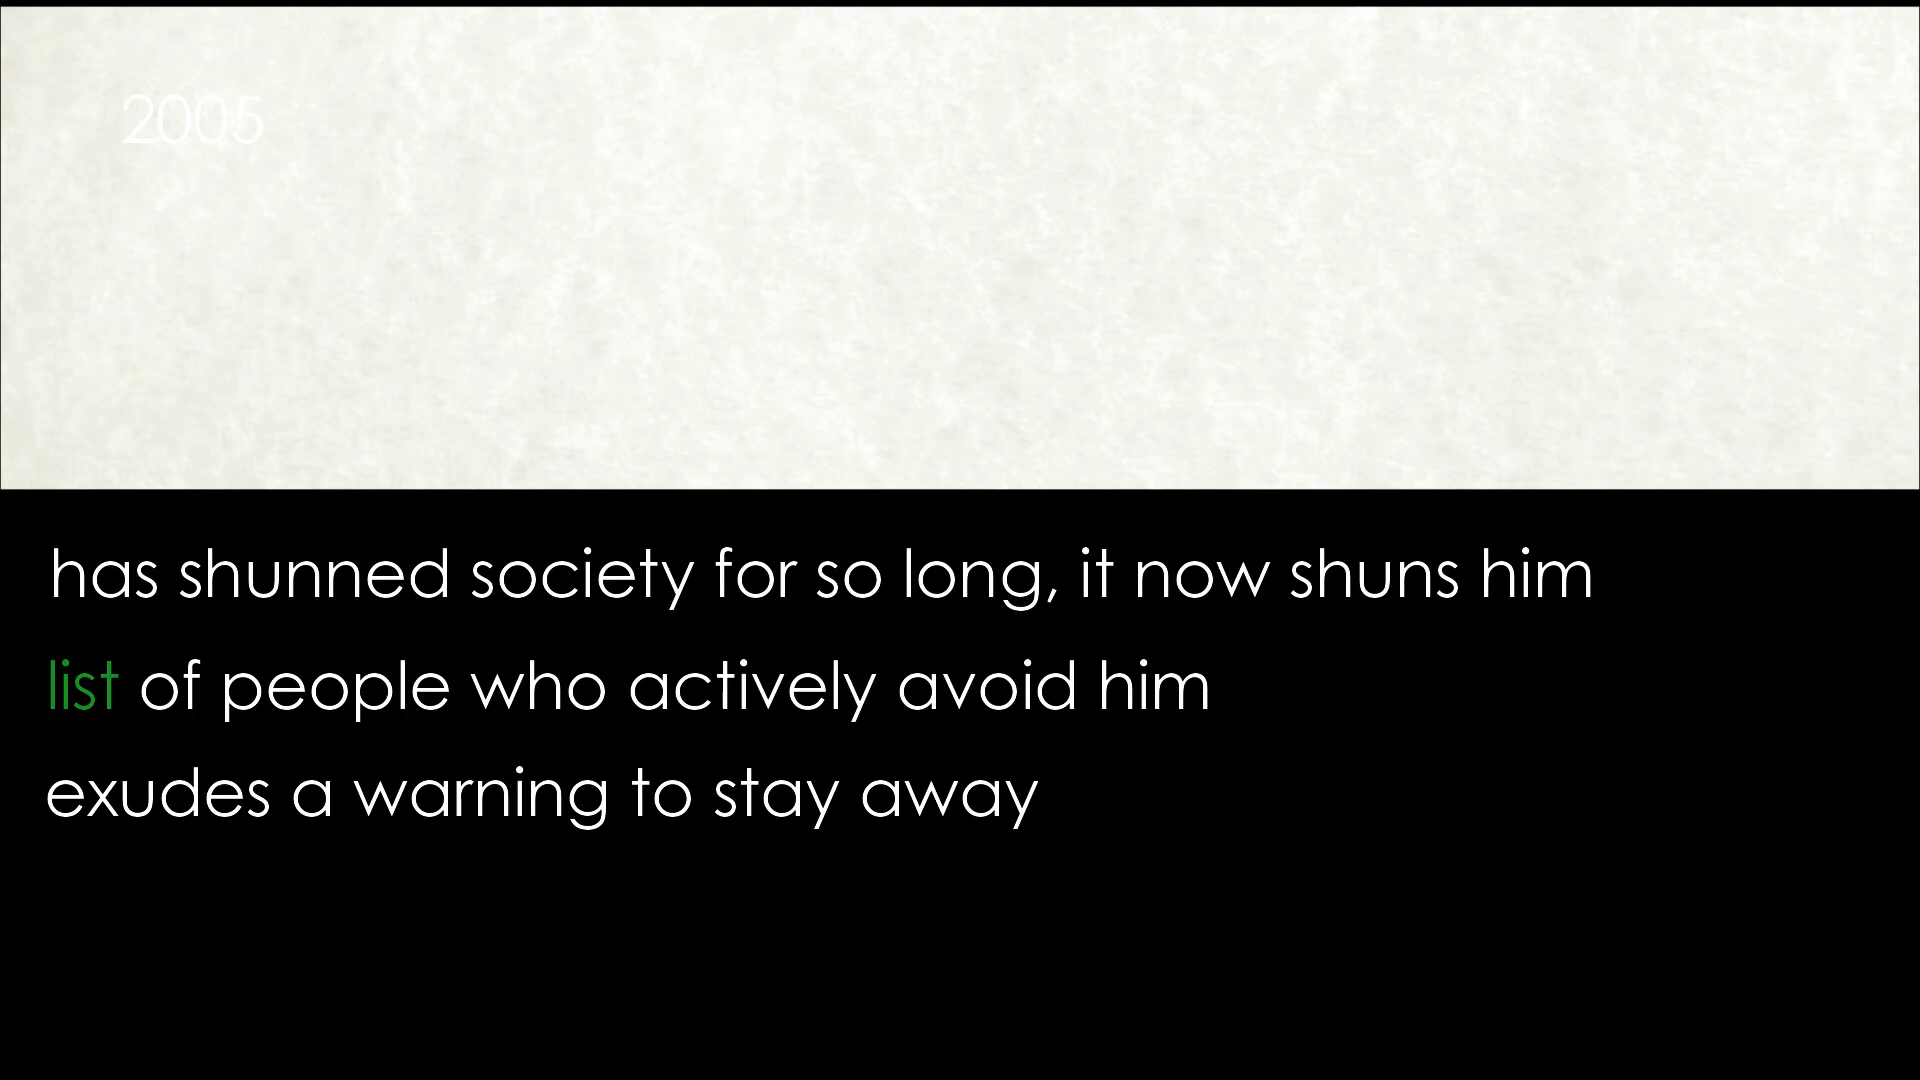 2005
has shunned society for so long, it now shuns him
list of people who actively avoid him
exudes a warning to stay away